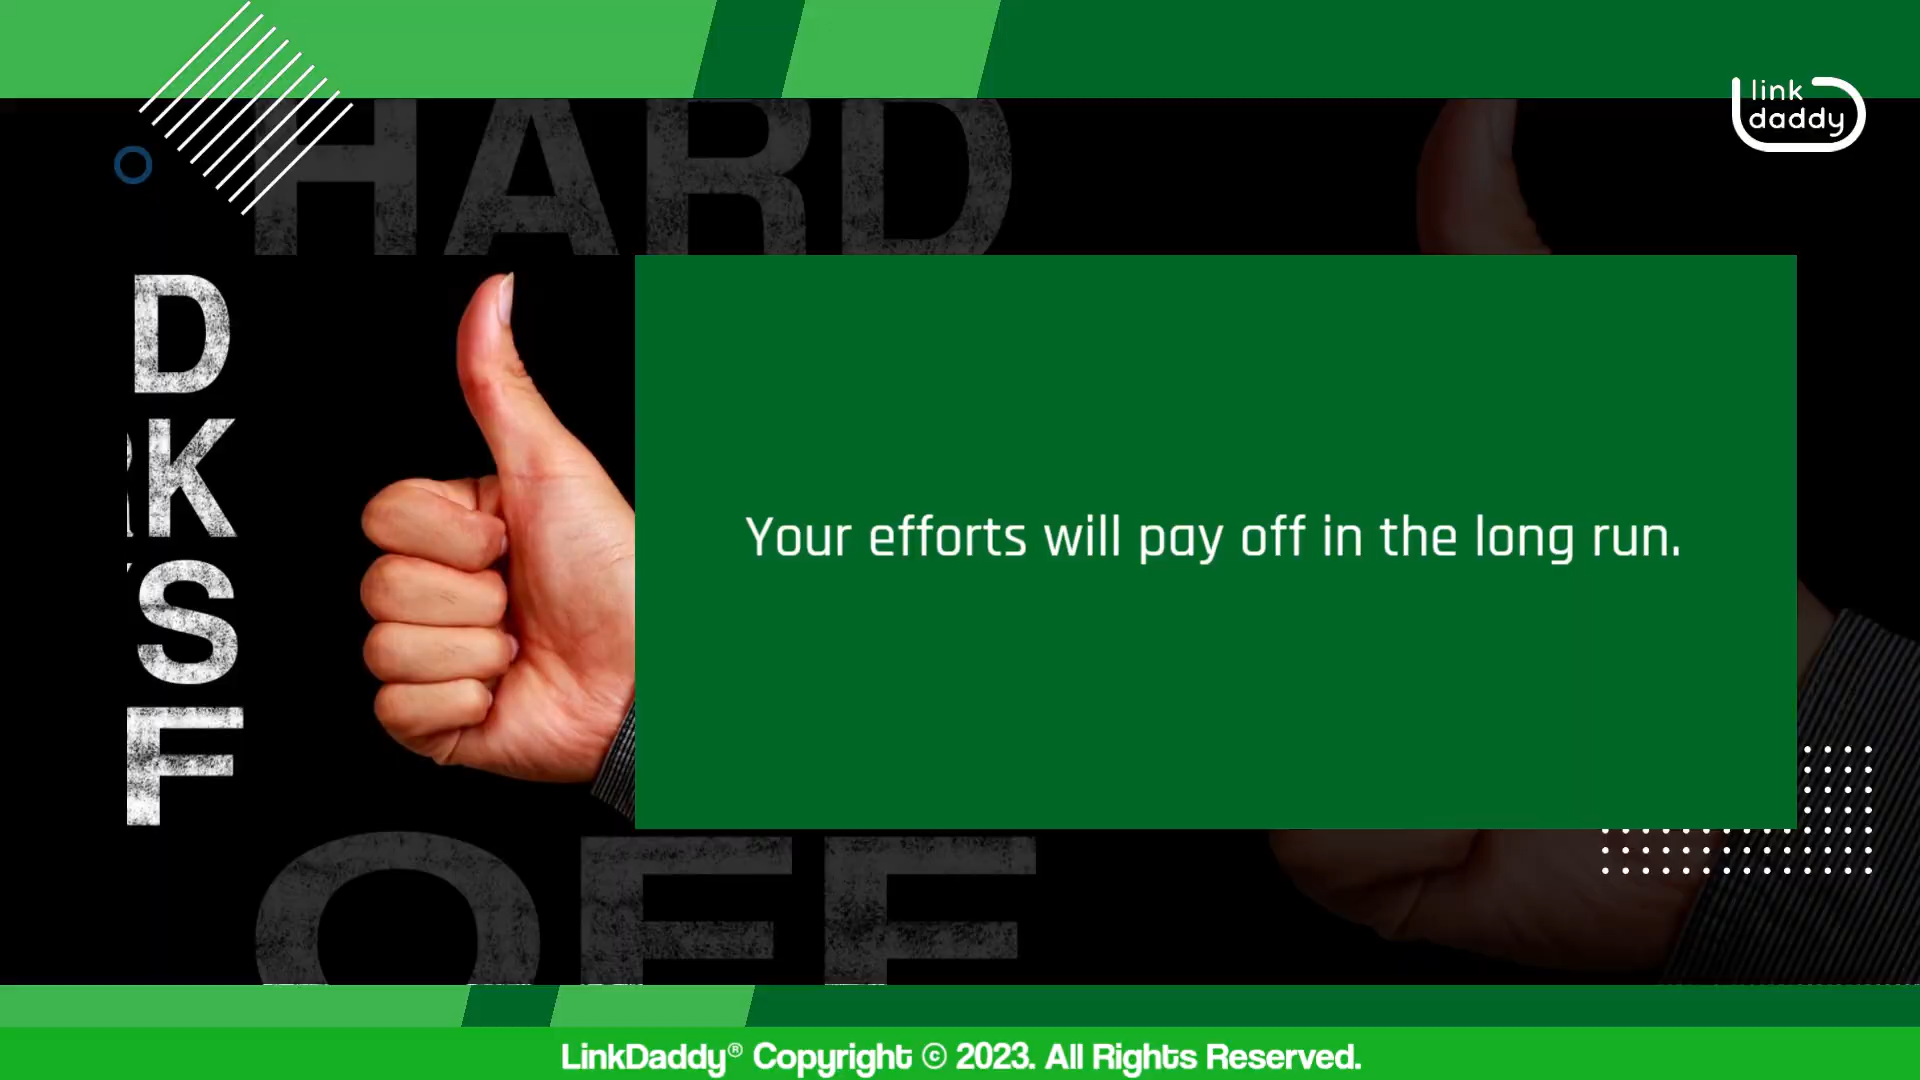 link
daddy
HARD
D
K
S
F
Your efforts will pay off in the long run.
OFF
LinkDaddy® Copyright © 2023. All Rights Reserved.